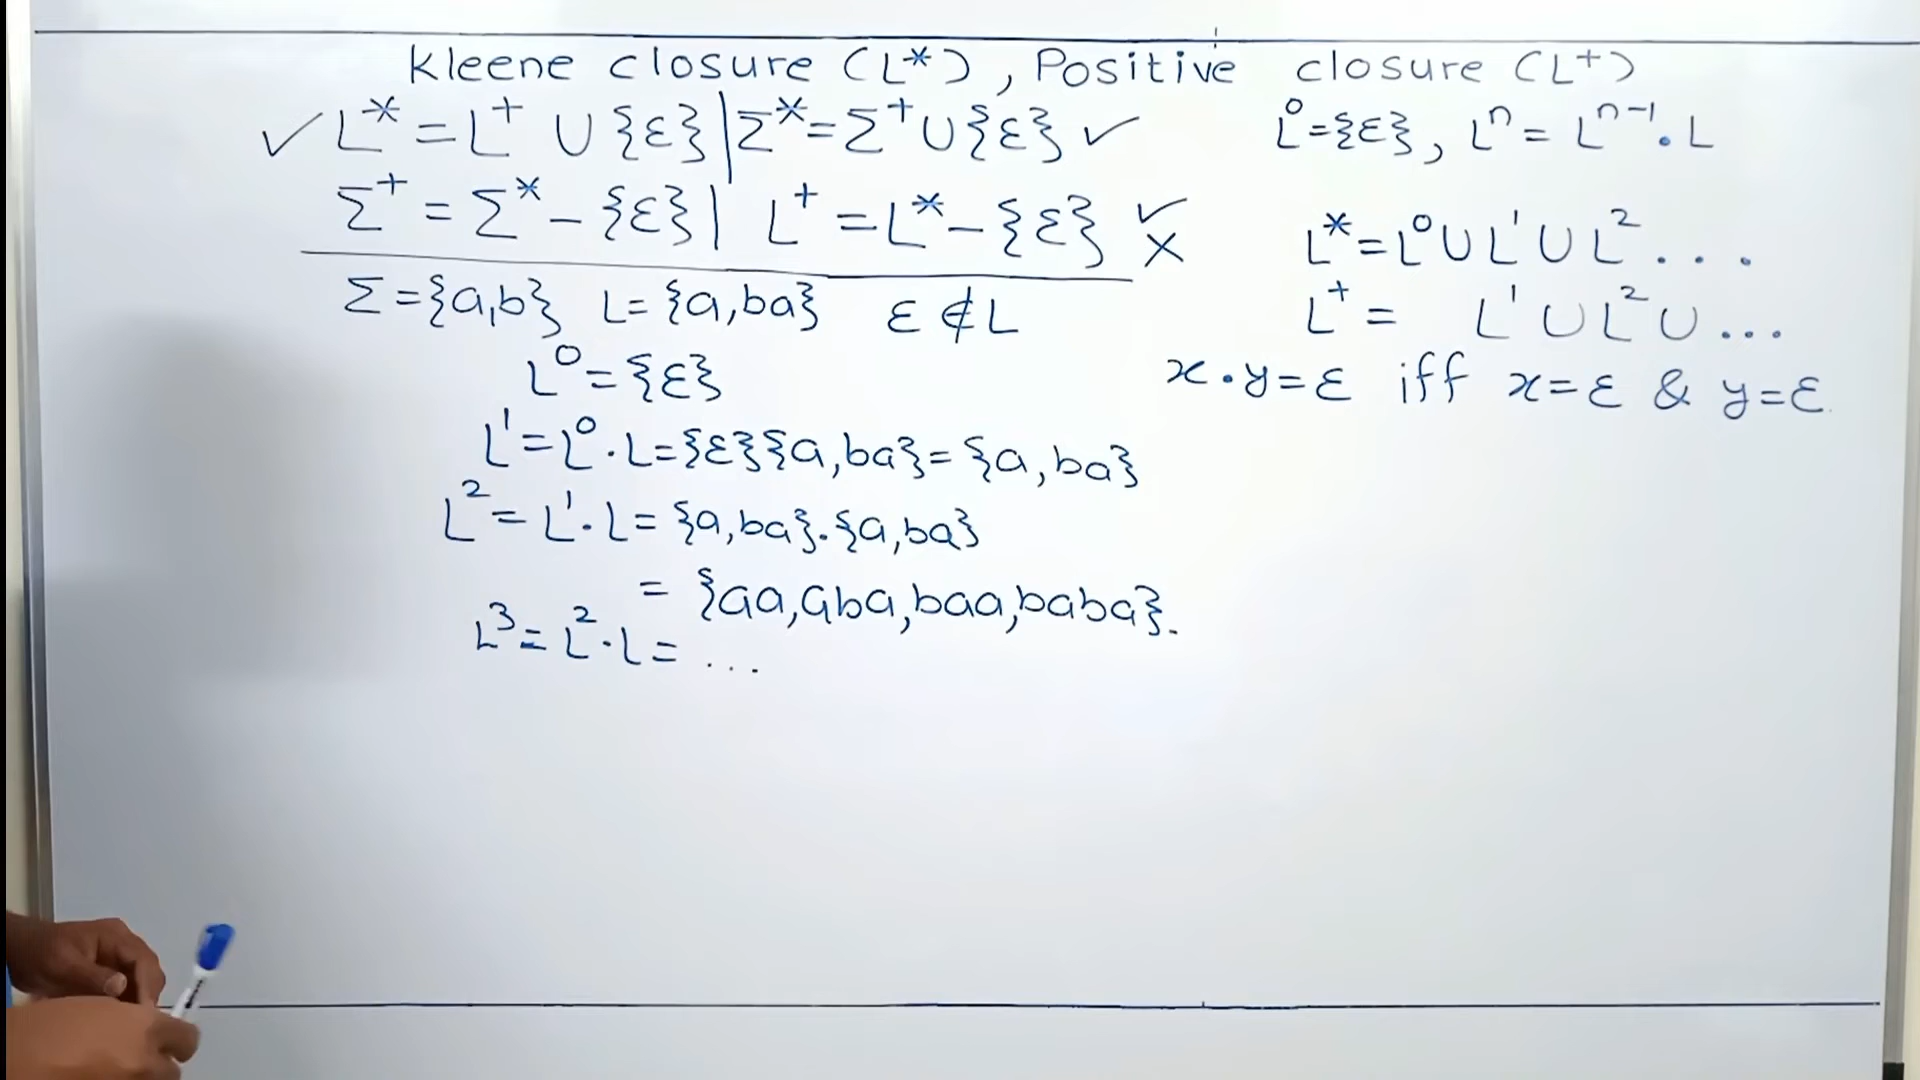 Kleene closure (L*), Positive closure (L⁺)
✓ L* = L⁺ ∪ {ε} | Σ* = Σ⁺ ∪ {ε} ✓
Σ⁺ = Σ* – {ε} | L⁺ = L* – {ε} ✓ ×
Σ = {a,b} L = {a,ba} ε ∉ L
L⁰ = {ε}
L¹ = L⁰·L = {ε}{a,ba} = {a,ba}
L² = L¹·L = {a,ba}·{a,ba}
= {aa,aba,baa,baba}.
L³ = L²·L = ...
L⁰ = {ε}, Lⁿ = Lⁿ⁻¹·L
L* = L⁰ ∪ L¹ ∪ L² ...
L⁺ = L¹ ∪ L² ∪ ...
x·y = ε iff x = ε & y = ε